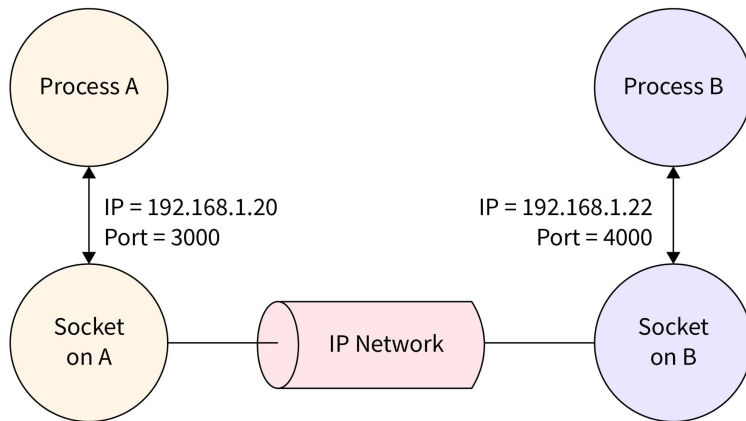 Process A
Process B
IP = 192.168.1.20
Port = 3000
IP = 192.168.1.22
Port = 4000
Socket
on A
IP Network
Socket
on B